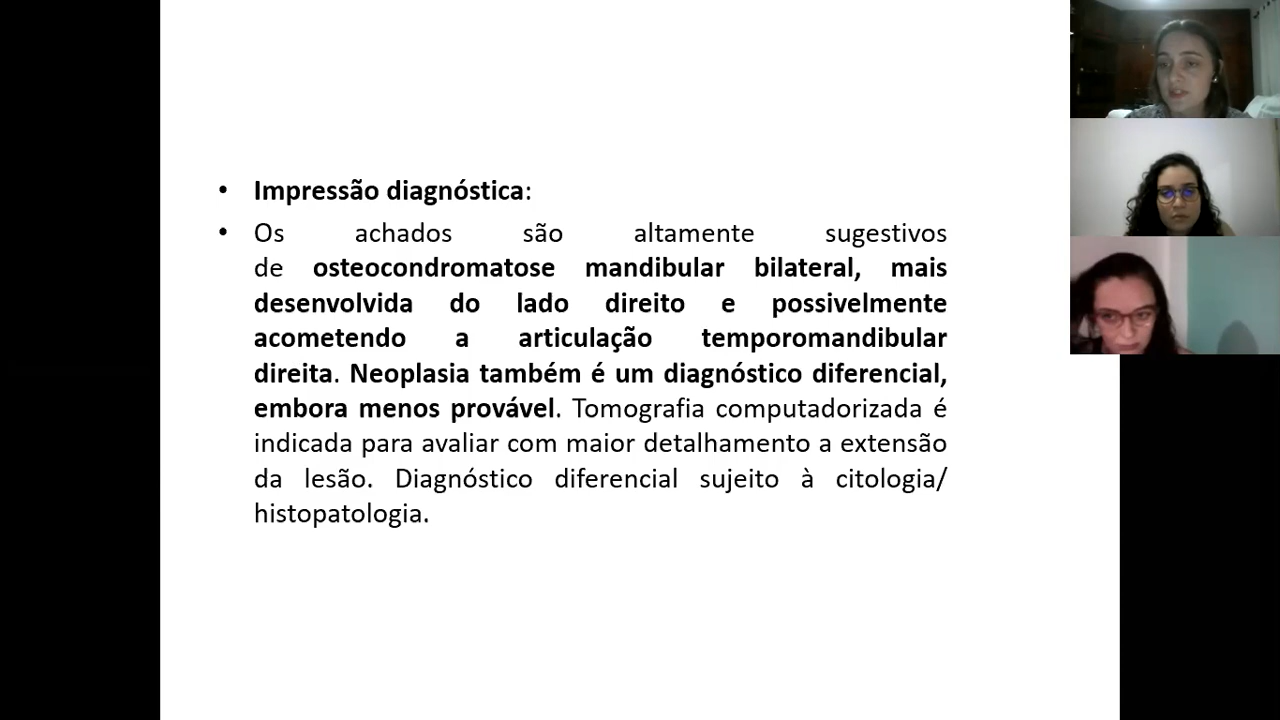 • Impressão diagnóstica:
• Os achados são altamente sugestivos
de osteocondromatose mandibular bilateral, mais
desenvolvida do lado direito e possivelmente
acometendo a articulação temporomandibular
direita. Neoplasia também é um diagnóstico diferencial,
embora menos provável. Tomografia computadorizada é
indicada para avaliar com maior detalhamento a extensão
da lesão. Diagnóstico diferencial sujeito à citologia/
histopatologia.